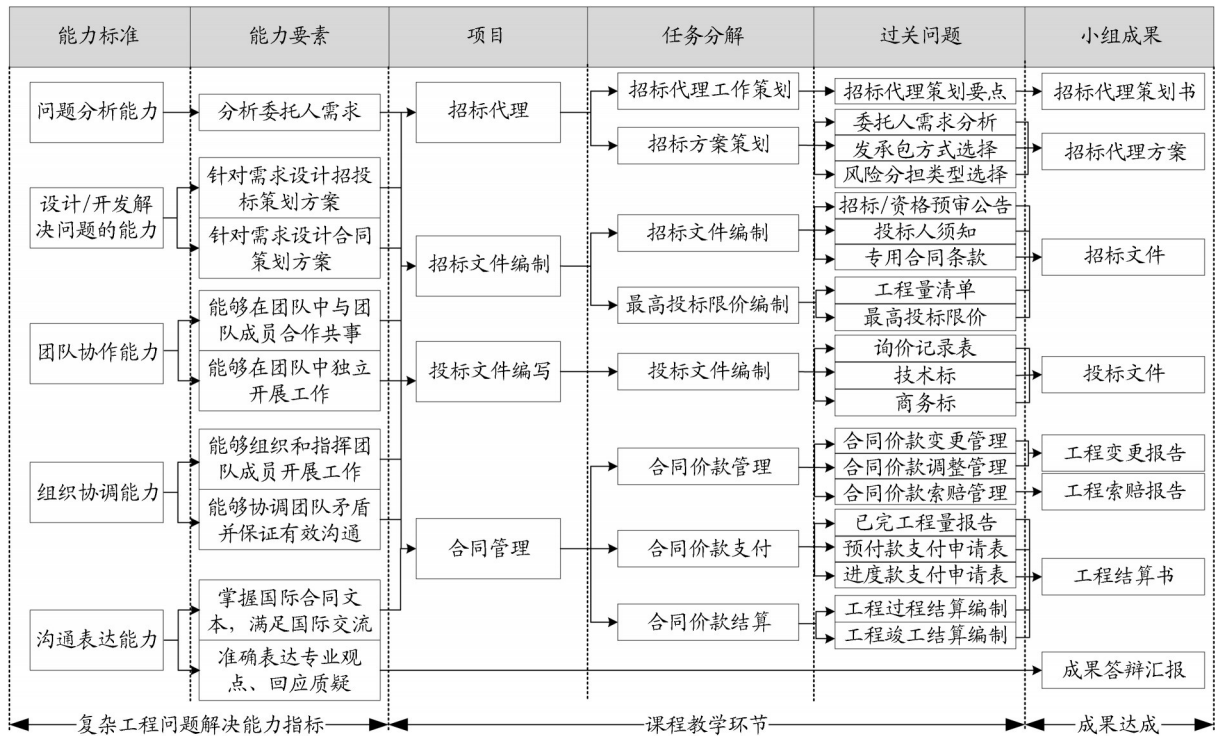 能力标准
能力要素
项目
任务分解
过关问题
小组成果
问题分析能力
设计/开发解
决问题的能力
团队协作能力
组织协调能力
沟通表达能力
分析委托人需求
针对需求设计招投
标策划方案
针对需求设计合同
策划方案
能够在团队中与团
队成员合作共事
能够在团队中独立
开展工作
能够组织和指挥团
队成员开展工作
能够协调团队矛盾
并保证有效沟通
掌握国际合同文
本，满足国际交流
准确表达专业观
点、回应质疑
招标代理
招标文件编制
投标文件编写
合同管理
招标代理工作策划
招标方案策划
招标文件编制
最高投标限价编制
投标文件编制
合同价款管理
合同价款支付
合同价款结算
招标代理策划要点
委托人需求分析
发承包方式选择
风险分担类型选择
招标/资格预审公告
投标人须知
专用合同条款
工程量清单
最高投标限价
询价记录表
技术标
商务标
合同价款变更管理
合同价款调整管理
合同价款索赔管理
已完工程量报告
预付款支付申请表
进度款支付申请表
工程过程结算编制
工程竣工结算编制
招标代理策划书
招标代理方案
招标文件
投标文件
工程变更报告
工程索赔报告
工程结算书
成果答辩汇报
复杂工程问题解决能力指标
课程教学环节
成果达成